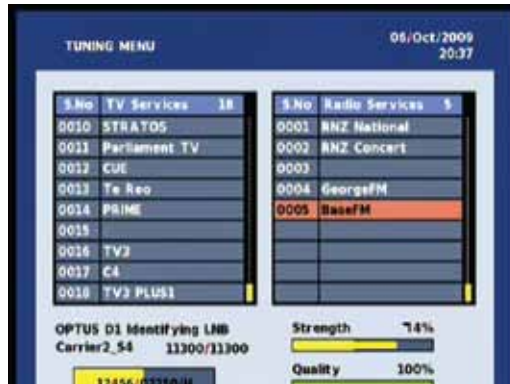 TUNING MENU
06/Oct/2009
20:37
S.No TV Services 18
0010 STRATOS
0011 Parliament TV
0012 CUE
0013 Te Reo
0014 PRIME
0015
0016 TV3
0017 C4
0018 TV3 PLUS1
S.No Radio Services 5
0001 RNZ National
0002 RNZ Concert
0003
0004 GeorgeFM
0005 BaseFM
OPTUS D1 Identifying LNB
Carrier2_S4 11300/11300
Strength 74%
Quality 100%